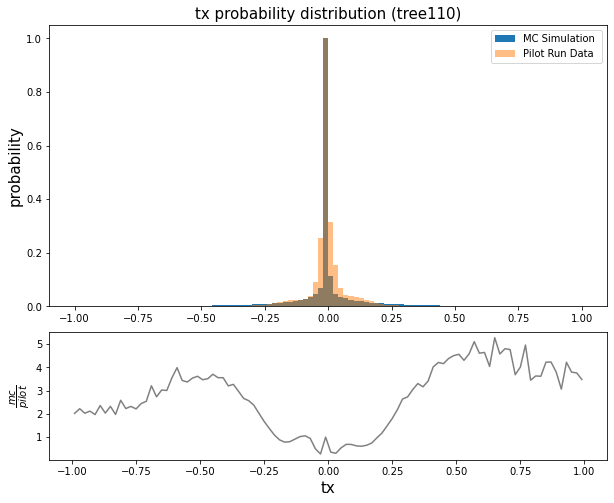 tx probability distribution (tree110)
MC Simulation
Pilot Run Data
probability
1.0
0.8
0.6
0.4
0.2
0.0
−1.00 −0.75 −0.50 −0.25 0.00 0.25 0.50 0.75 1.00
mc
pilot
5
4
3
2
1
−1.00 −0.75 −0.50 −0.25 0.00 0.25 0.50 0.75 1.00
tx